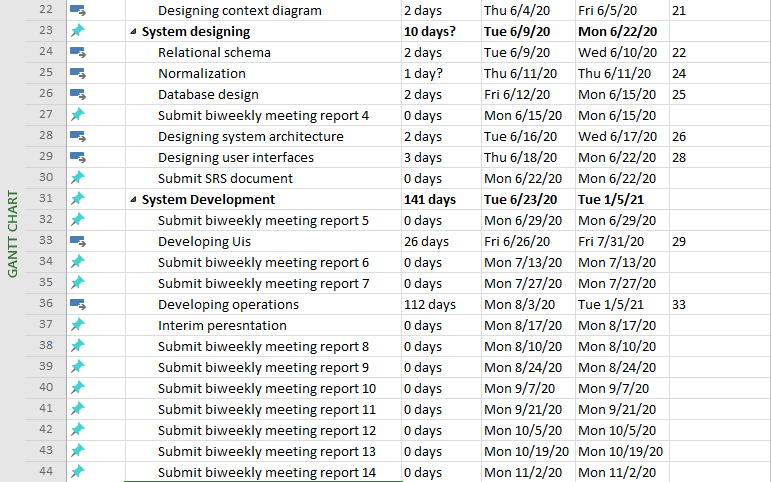 22 Designing context diagram 2 days Thu 6/4/20 Fri 6/5/20 21
23 System designing 10 days? Tue 6/9/20 Mon 6/22/20
24 Relational schema 2 days Tue 6/9/20 Wed 6/10/20 22
25 Normalization 1 day? Thu 6/11/20 Thu 6/11/20 24
26 Database design 2 days Fri 6/12/20 Mon 6/15/20 25
27 Submit biweekly meeting report 4 0 days Mon 6/15/20 Mon 6/15/20
28 Designing system architecture 2 days Tue 6/16/20 Wed 6/17/20 26
29 Designing user interfaces 3 days Thu 6/18/20 Mon 6/22/20 28
30 Submit SRS document 0 days Mon 6/22/20 Mon 6/22/20
31 System Development 141 days Tue 6/23/20 Tue 1/5/21
32 Submit biweekly meeting report 5 0 days Mon 6/29/20 Mon 6/29/20
33 Developing Uis 26 days Fri 6/26/20 Fri 7/31/20 29
34 Submit biweekly meeting report 6 0 days Mon 7/13/20 Mon 7/13/20
35 Submit biweekly meeting report 7 0 days Mon 7/27/20 Mon 7/27/20
36 Developing operations 112 days Mon 8/3/20 Tue 1/5/21 33
37 Interim peresntation 0 days Mon 8/17/20 Mon 8/17/20
38 Submit biweekly meeting report 8 0 days Mon 8/10/20 Mon 8/10/20
39 Submit biweekly meeting report 9 0 days Mon 8/24/20 Mon 8/24/20
40 Submit biweekly meeting report 10 0 days Mon 9/7/20 Mon 9/7/20
41 Submit biweekly meeting report 11 0 days Mon 9/21/20 Mon 9/21/20
42 Submit biweekly meeting report 12 0 days Mon 10/5/20 Mon 10/5/20
43 Submit biweekly meeting report 13 0 days Mon 10/19/20 Mon 10/19/20
44 Submit biweekly meeting report 14 0 days Mon 11/2/20 Mon 11/2/20
GANTT CHART